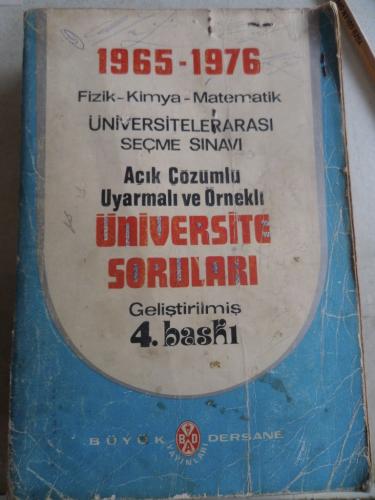 1965-1976
Fizik-Kimya-Matematik
ÜNİVERSİTELERARASI
SEÇME SINAVI
Açık Çözümlü
Uyarmalı ve Örnekli
ÜNİVERSİTE
SORULARI
Geliştirilmiş
4. baskı
BÜYÜK DERSANE
YAYINLARI